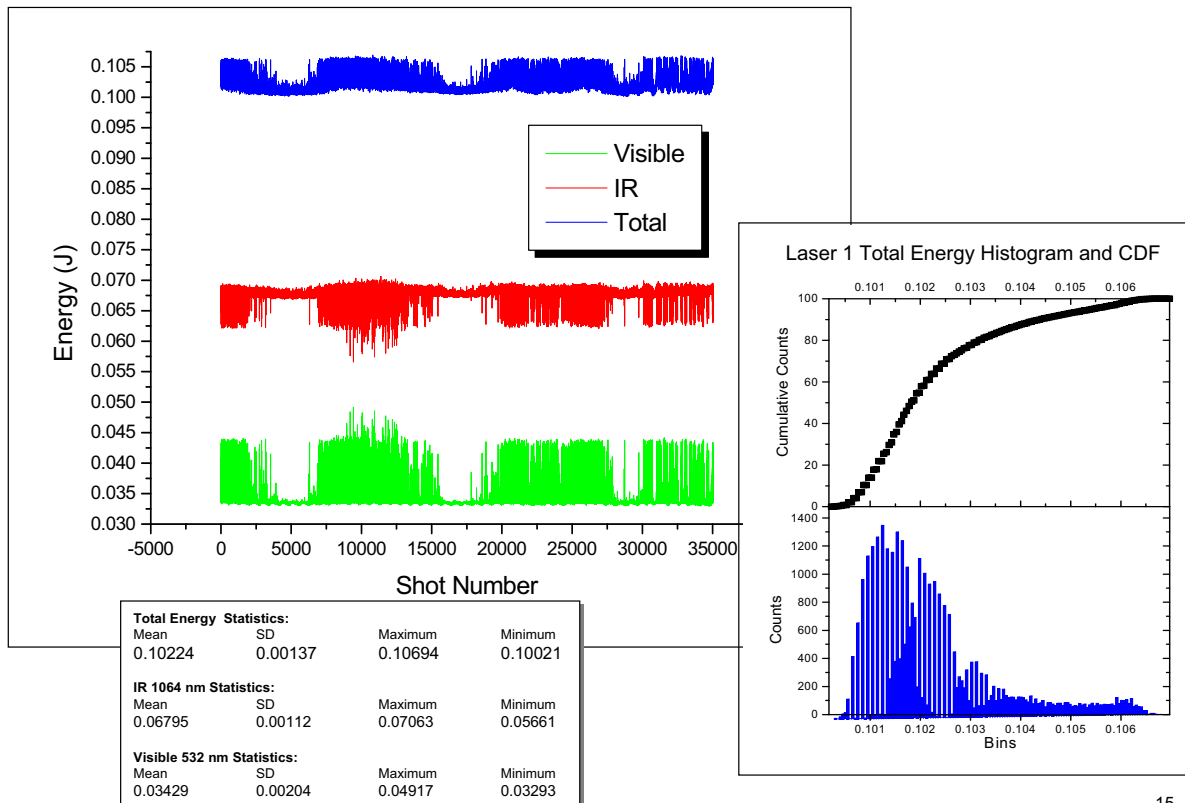 0.105
0.100
0.095
0.090
0.085
0.080
0.075
0.070
0.065
0.060
0.055
0.050
0.045
0.040
0.035
0.030
Energy (J)
-5000 0 5000 10000 15000 20000 25000 30000 35000
Shot Number
Visible
IR
Total
Laser 1 Total Energy Histogram and CDF
0.101 0.102 0.103 0.104 0.105 0.106
100
80
60
40
20
0
Cumulative Counts
1400
1200
1000
800
600
400
200
0
Counts
0.101 0.102 0.103 0.104 0.105 0.106
Bins
Total Energy Statistics:
Mean SD Maximum Minimum
0.10224 0.00137 0.10694 0.10021
IR 1064 nm Statistics:
Mean SD Maximum Minimum
0.06795 0.00112 0.07063 0.05661
Visible 532 nm Statistics:
Mean SD Maximum Minimum
0.03429 0.00204 0.04917 0.03293
15